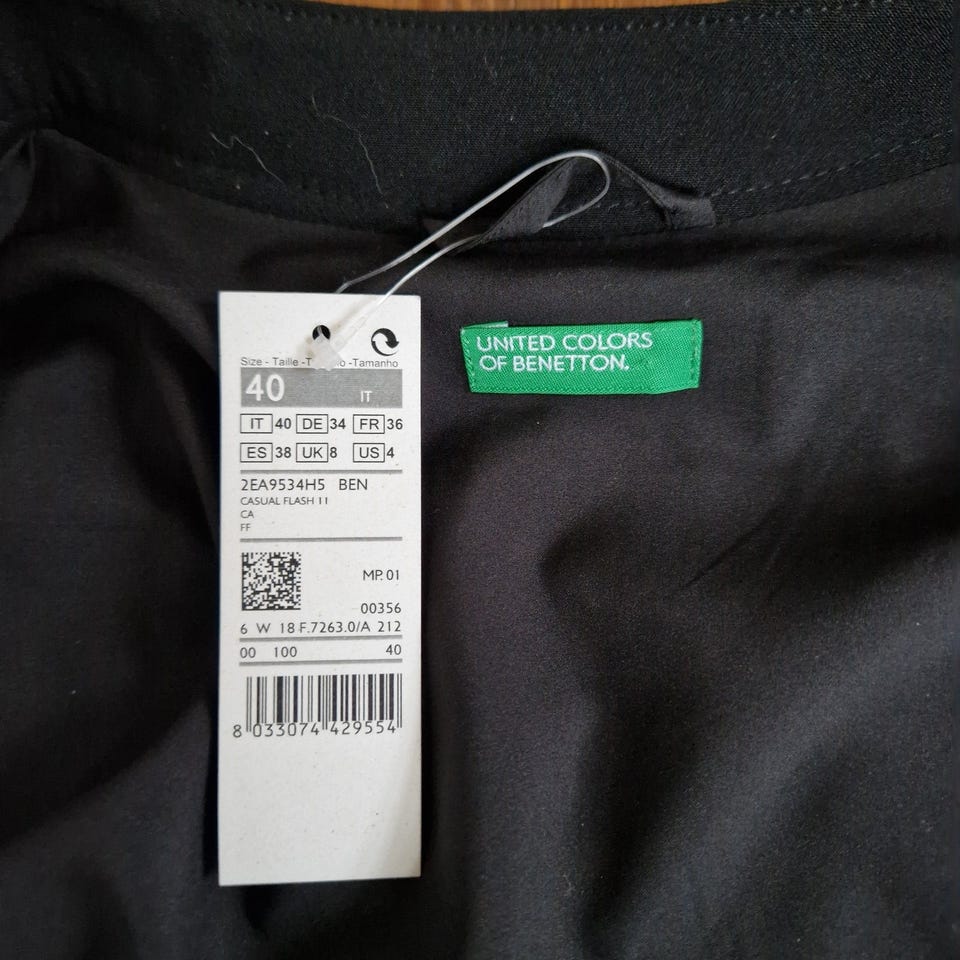 Size - Taille -T    o -Tamanho
40 IT
IT 40 DE 34 FR 36
ES 38 UK 8 US 4
2EA9534H5 BEN
CASUAL FLASH 11
CA
FF
MP. 01
00356
6 W 18 F.7263.0/A 212
00 100 40
8 033074 429554
UNITED COLORS
OF BENETTON.